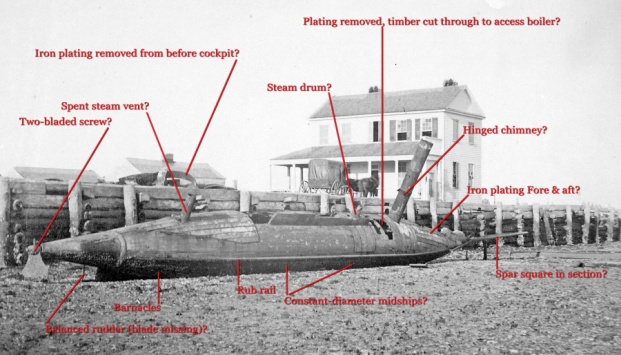 Plating removed, timber cut through to access boiler?
Iron plating removed from before cockpit?
Steam drum?
Spent steam vent?
Two-bladed screw?
Hinged chimney?
Iron plating Fore & aft?
Spar square in section?
Rub rail
Constant-diameter midships?
Barnacles
Balanced rudder (blade missing)?